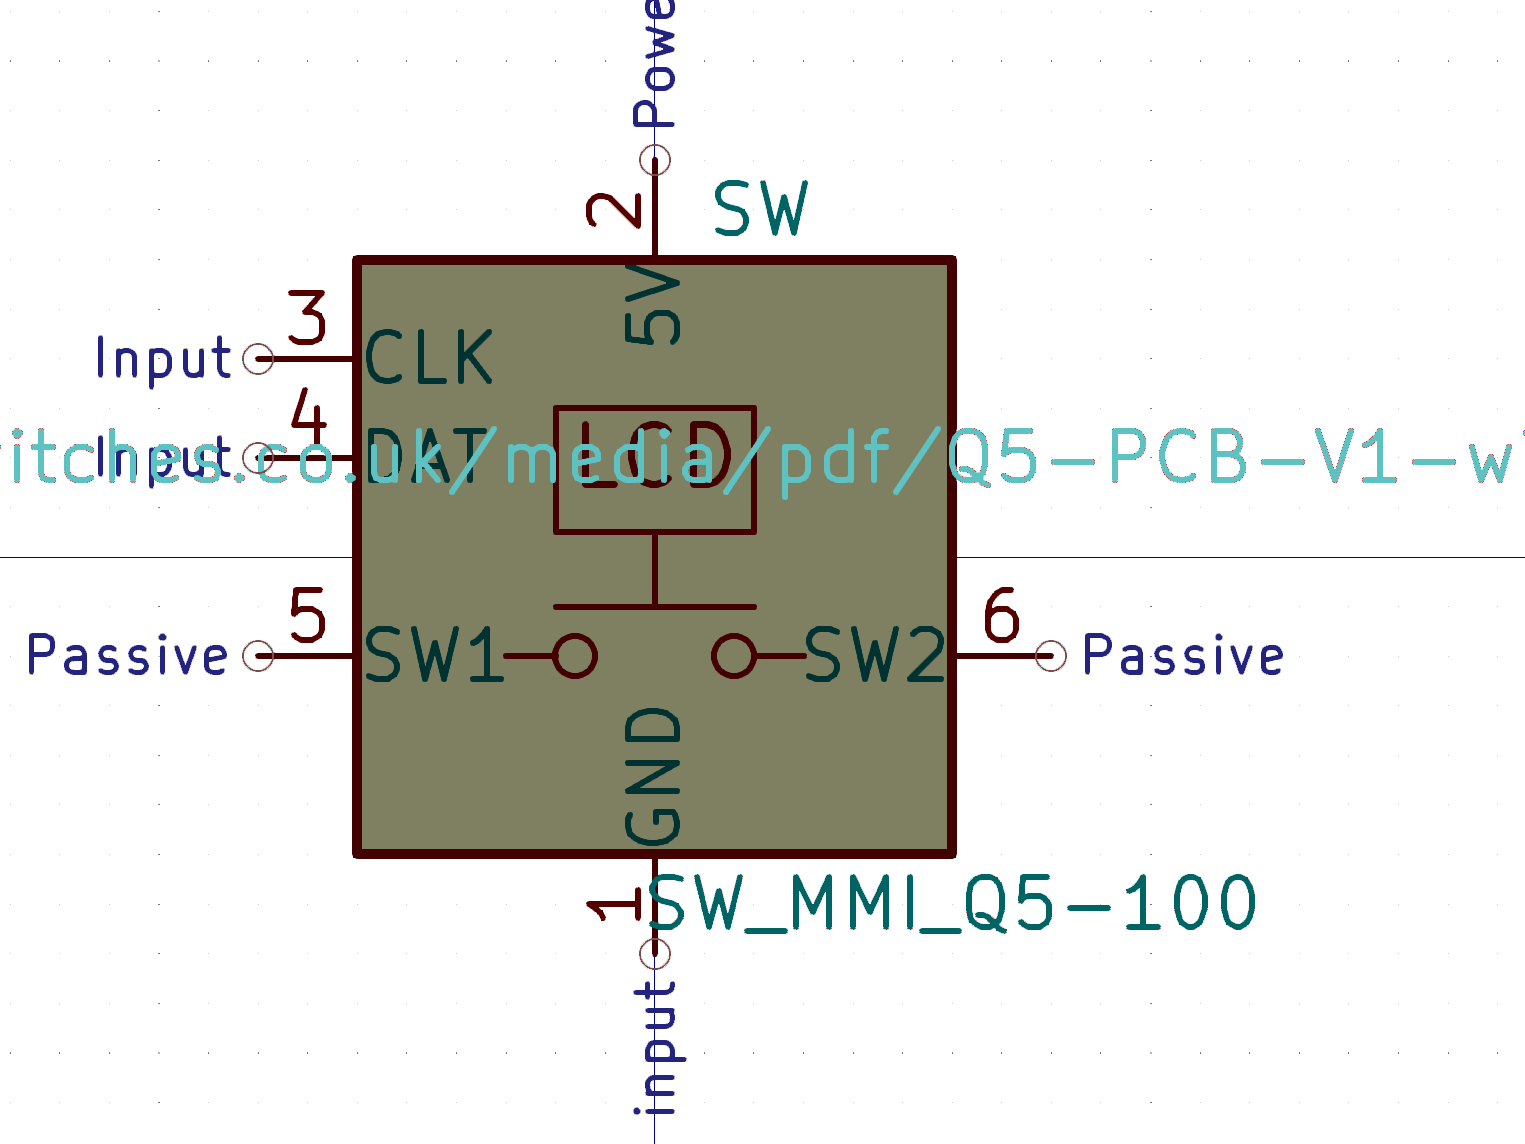 Powe
2
SW
5V
3
Input
CLK
4
Input
DAT
LCD
itches.co.uk/media/pdf/Q5-PCB-V1-w
5
6
Passive
SW1
SW2
Passive
GND
1
SW_MMI_Q5-100
input